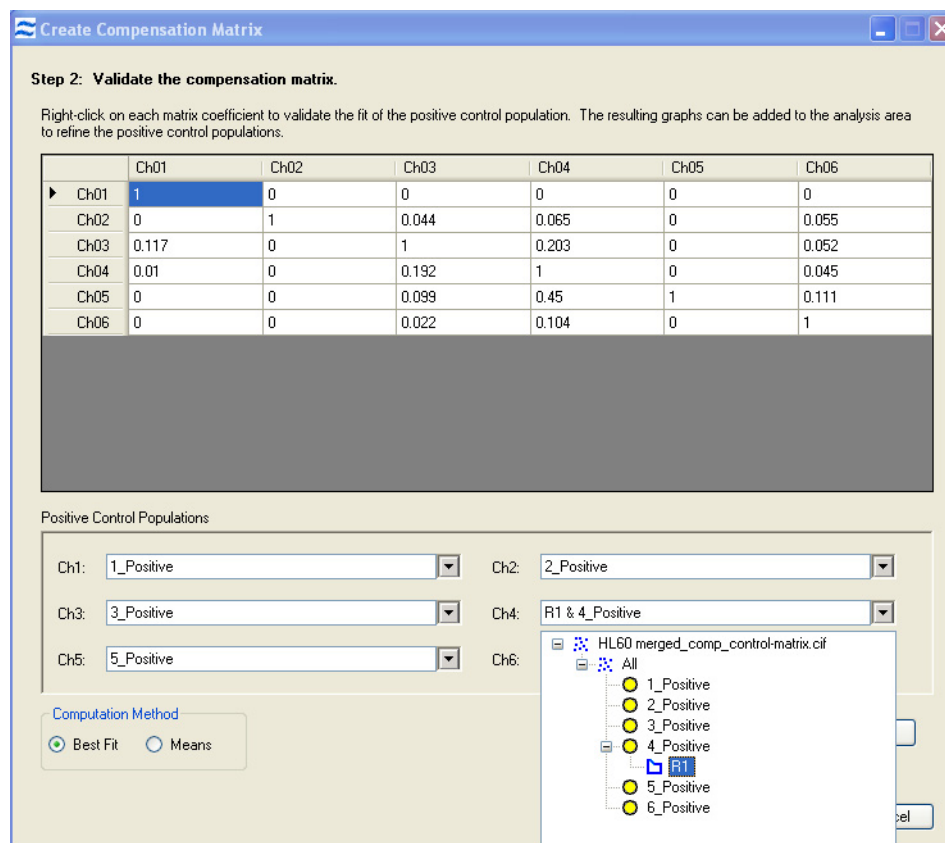 Create Compensation Matrix
Step 2: Validate the compensation matrix.
Right-click on each matrix coefficient to validate the fit of the positive control population. The resulting graphs can be added to the analysis area
to refine the positive control populations.
Ch01 Ch02 Ch03 Ch04 Ch05 Ch06
Ch01 1 0 0 0 0 0
Ch02 0 1 0.044 0.065 0 0.055
Ch03 0.117 0 1 0.203 0 0.052
Ch04 0.01 0 0.192 1 0 0.045
Ch05 0 0 0.099 0.45 1 0.111
Ch06 0 0 0.022 0.104 0 1
Positive Control Populations
Ch1: 1_Positive Ch2: 2_Positive
Ch3: 3_Positive Ch4: R1 & 4_Positive
Ch5: 5_Positive Ch6:
HL60 merged_comp_control-matrix.cif
All
1_Positive
2_Positive
3_Positive
4_Positive
R1
5_Positive
6_Positive
Computation Method
Best Fit Means